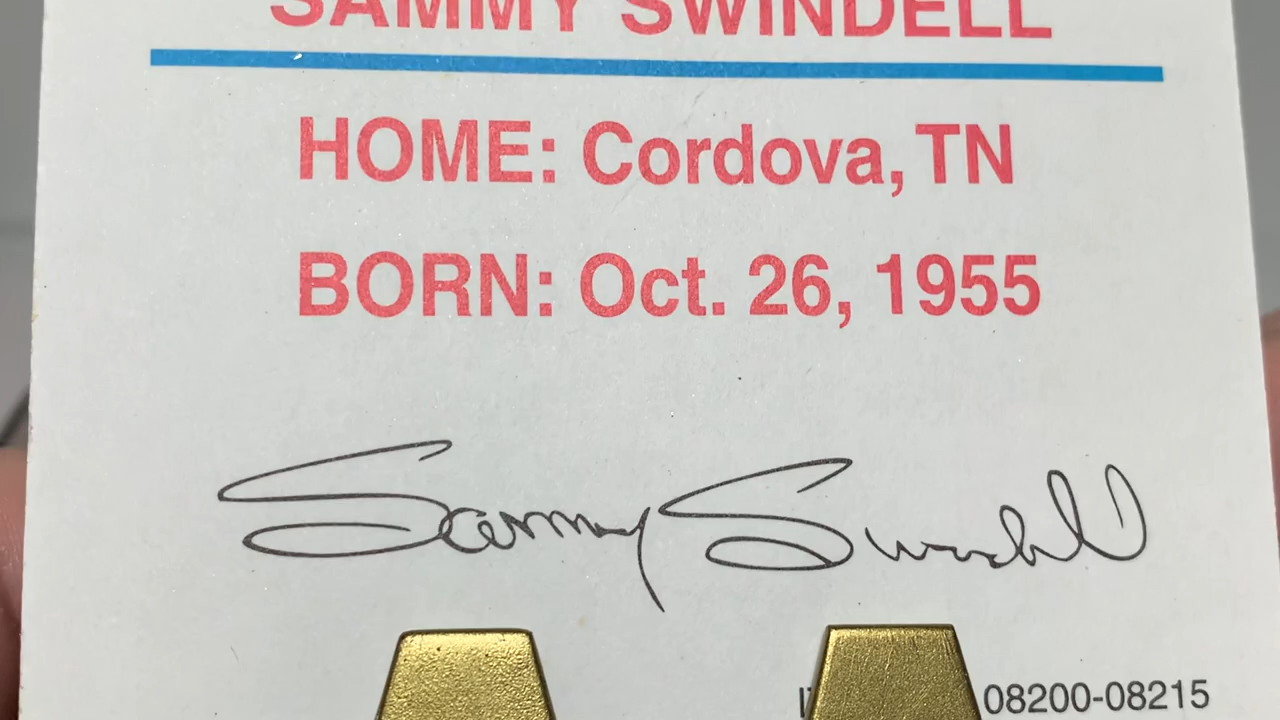 SAMMY SWINDELL
HOME: Cordova, TN
BORN: Oct. 26, 1955
Sammy Swindell
08200-08215